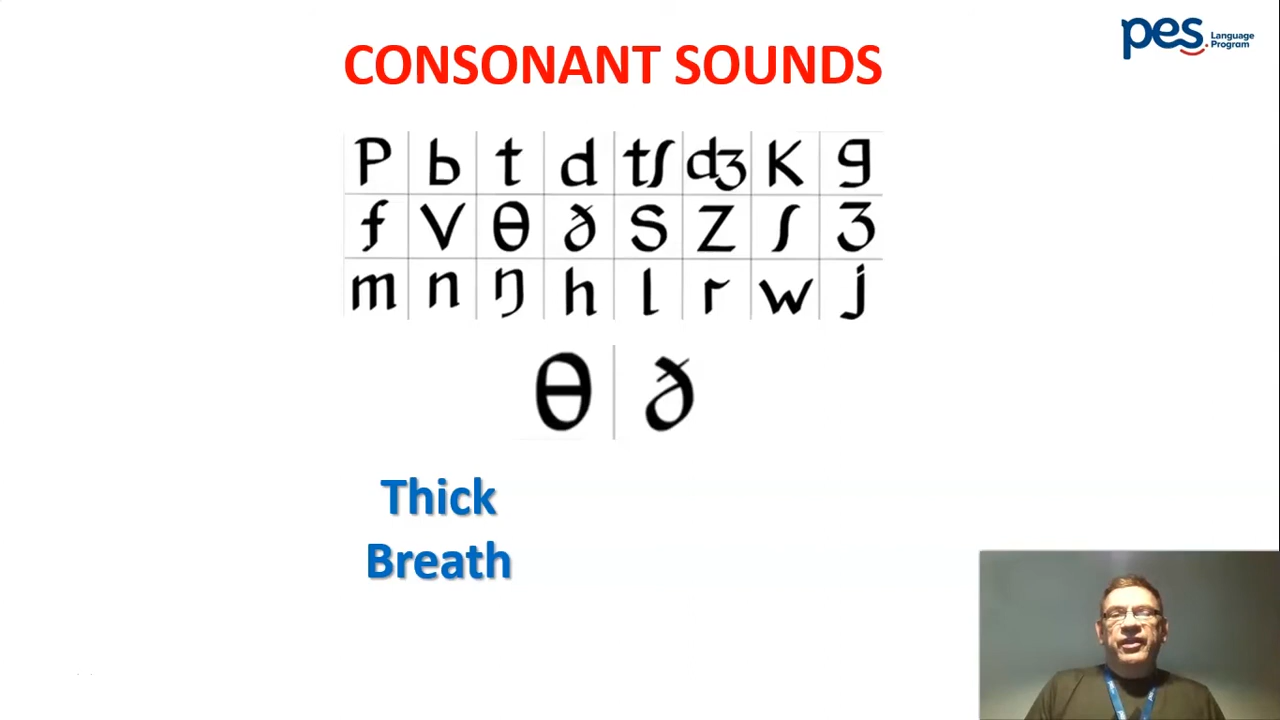 pes. Language
Program
CONSONANT SOUNDS
P b t d tʃ dʒ K g
f V θ ð S Z ʃ ʒ
m n ŋ h l r w j
θ ð
Thick
Breath